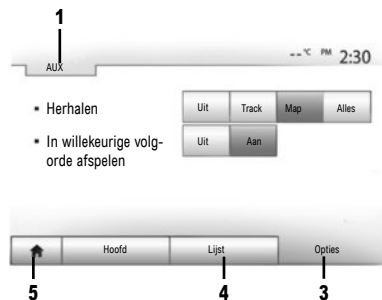 1
--°C PM 2:30
AUX
▪ Herhalen Uit Track Map Alles
▪ In willekeurige volg-
orde afspelen Uit Aan
Hoofd Lijst Opties
5 4 3